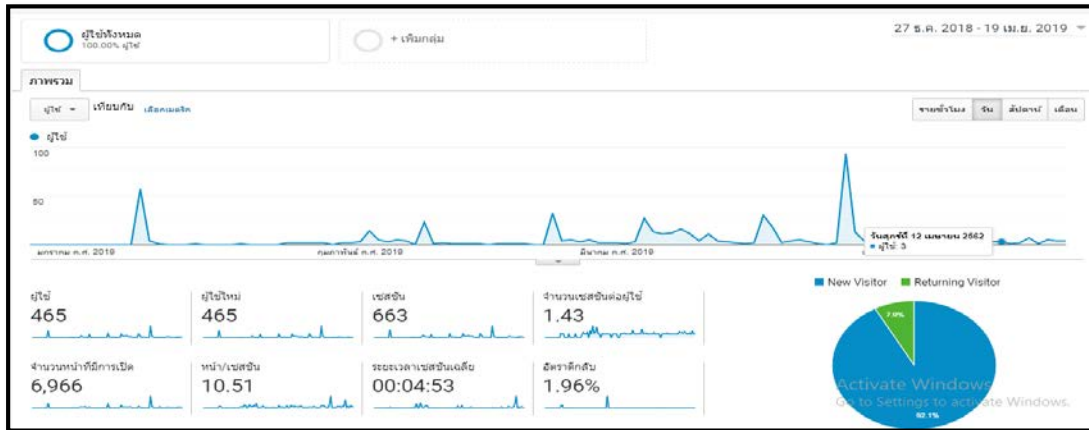 ผู้ใช้ทั้งหมด
100.00% ผู้ใช้
+ เพิ่มกลุ่ม
27 ธ.ค. 2018 - 19 เม.ย. 2019
ภาพรวม
ผู้ใช้ เทียบกับ เลือกเมตริก
รายชั่วโมง วัน สัปดาห์ เดือน
ผู้ใช้
100
50
มกราคม ค.ศ. 2019 กุมภาพันธ์ ค.ศ. 2019 มีนาคม ค.ศ. 2019
วันศุกร์ที่ 12 เมษายน 2562
ผู้ใช้: 3
New Visitor Returning Visitor
ผู้ใช้ ผู้ใช้ใหม่ เซสชัน จำนวนเซสชันต่อผู้ใช้
465 465 663 1.43
จำนวนหน้าที่มีการเปิด หน้า/เซสชัน ระยะเวลาเซสชันเฉลี่ย อัตราตีกลับ
6,966 10.51 00:04:53 1.96%
7.9%
92.1%
Activate Windows
Go to Settings to activate Windows.